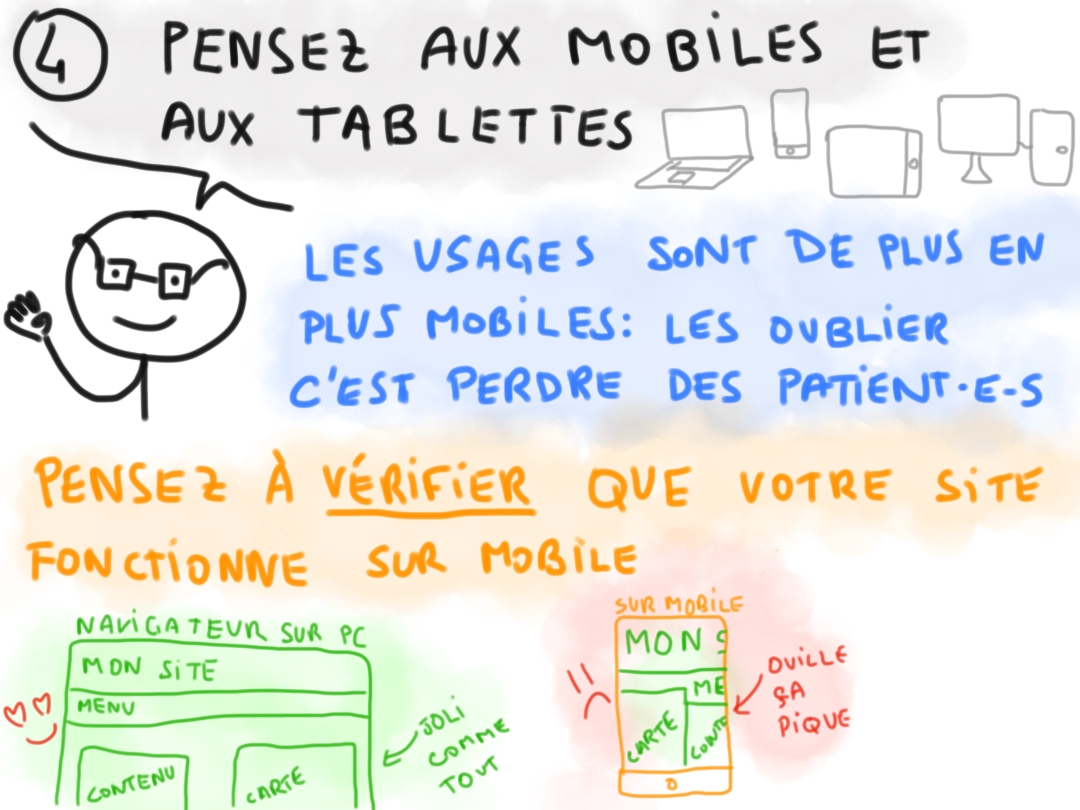 4 PENSEZ AUX MOBILES ET
AUX TABLETTES
LES USAGES SONT DE PLUS EN
PLUS MOBILES: LES OUBLIER
C'EST PERDRE DES PATIENT·E-S
PENSEZ À VÉRIFIER QUE VOTRE SITE
FONCTIONNE SUR MOBILE
NAVIGATEUR SUR PC
MON SITE
MENU
CONTENU
CARTE
JOLI
COMME
TOUT
SUR MOBILE
MON S
ME
CARTE
CONTE
OUILLE
ÇA
PIQUE